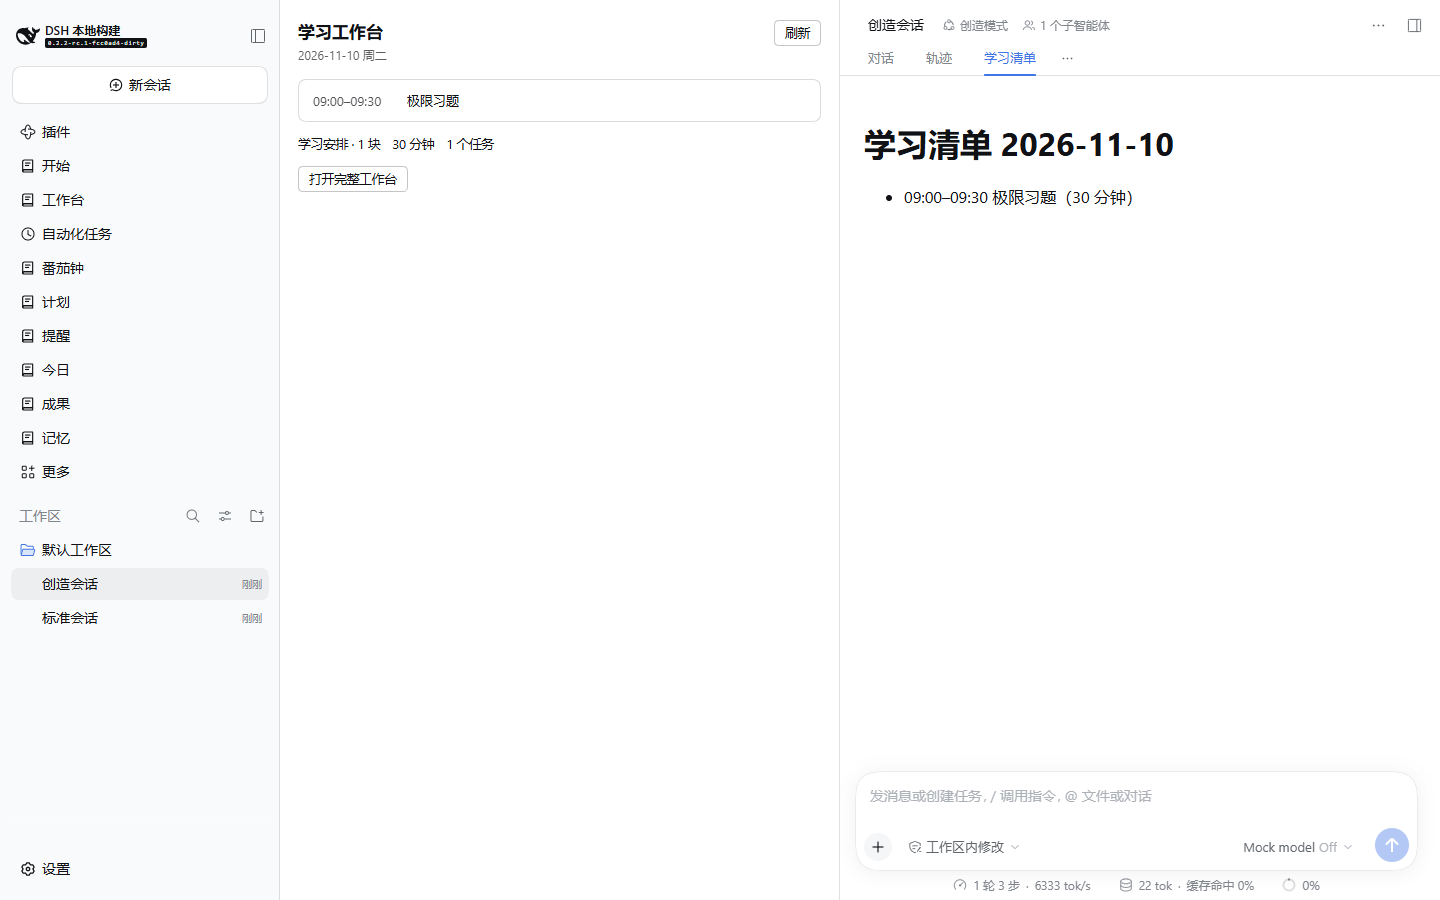 DSH 本地构建
0.3.2-rc.1-fcc0ad4-dirty
新会话
插件
开始
工作台
自动化任务
番茄钟
计划
提醒
今日
成果
记忆
更多
工作区
默认工作区
创造会话 刚刚
标准会话 刚刚
设置
学习工作台
刷新
2026-11-10 周二
09:00–09:30 极限习题
学习安排 · 1 块 30 分钟 1 个任务
打开完整工作台
创造会话 创造模式 1 个子智能体
对话 轨迹 学习清单 ···
学习清单 2026-11-10
• 09:00–09:30 极限习题（30 分钟）
发消息或创建任务, / 调用指令, @ 文件或对话
工作区内修改 Mock model Off
1 轮 3 步 · 6333 tok/s 22 tok · 缓存命中 0% 0%